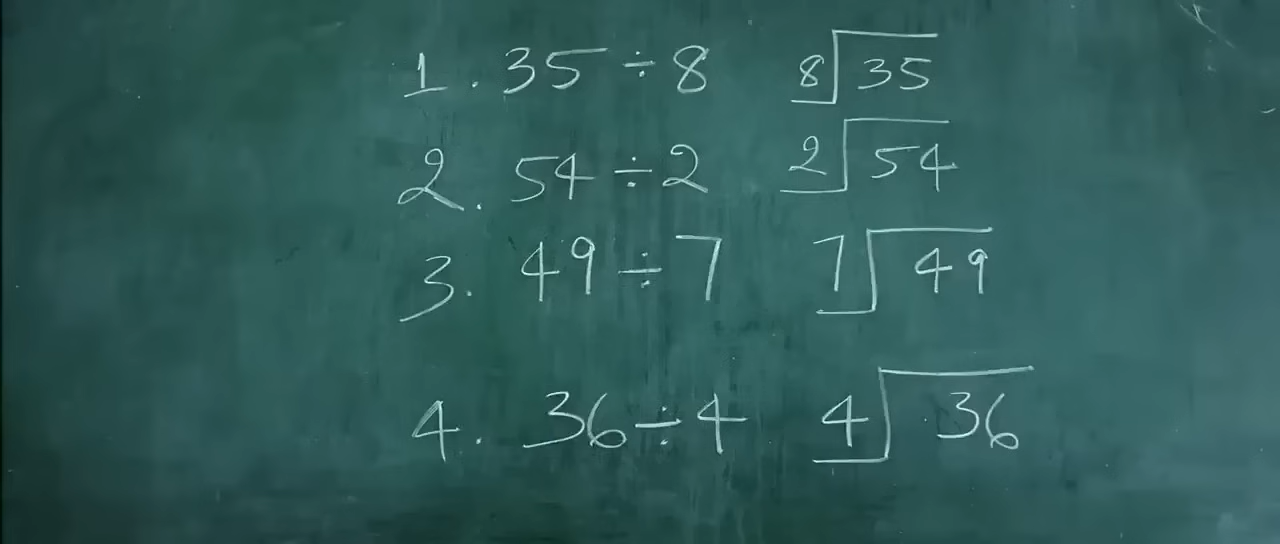 1. 35 ÷ 8 8⟌35
2. 54 ÷ 2 2⟌54
3. 49 ÷ 7 7⟌49
4. 36 ÷ 4 4⟌36